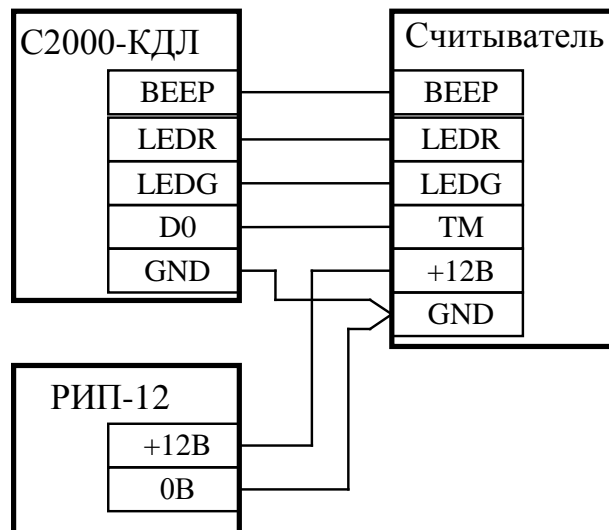 С2000-КДЛ
BEEP
LEDR
LEDG
D0
GND
Считыватель
BEEP
LEDR
LEDG
TM
+12В
GND
РИП-12
+12В
0В